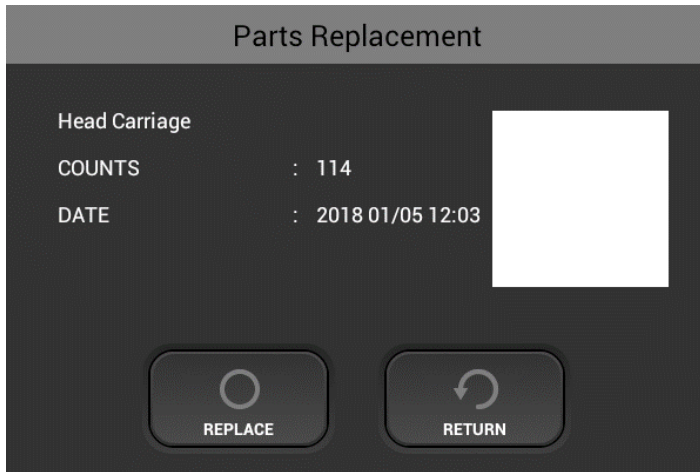 Parts Replacement
Head Carriage
COUNTS : 114
DATE : 2018 01/05 12:03
REPLACE
RETURN